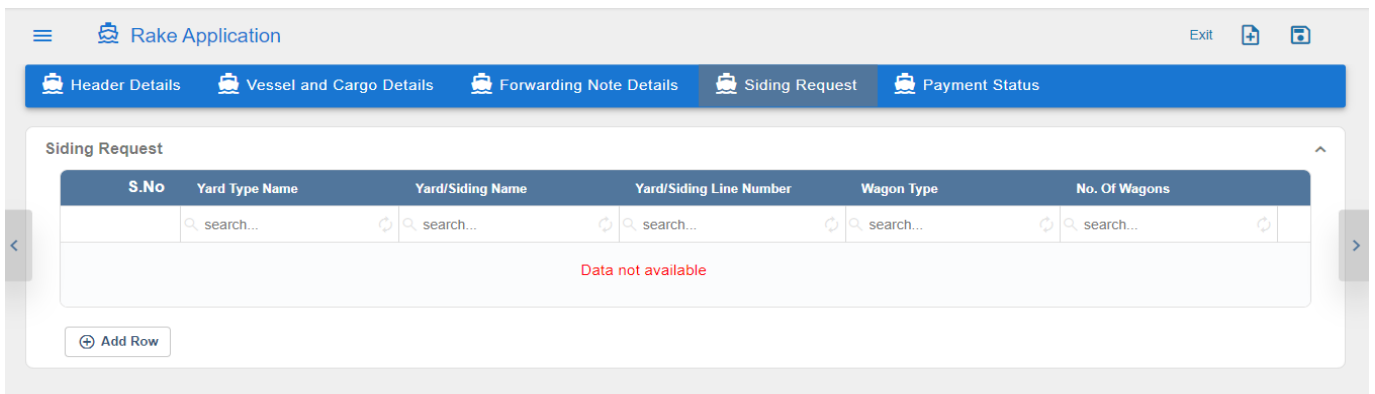 Rake Application Exit
Header Details Vessel and Cargo Details Forwarding Note Details Siding Request Payment Status
Siding Request
S.No Yard Type Name Yard/Siding Name Yard/Siding Line Number Wagon Type No. Of Wagons
search... search... search... search... search...
Data not available
Add Row